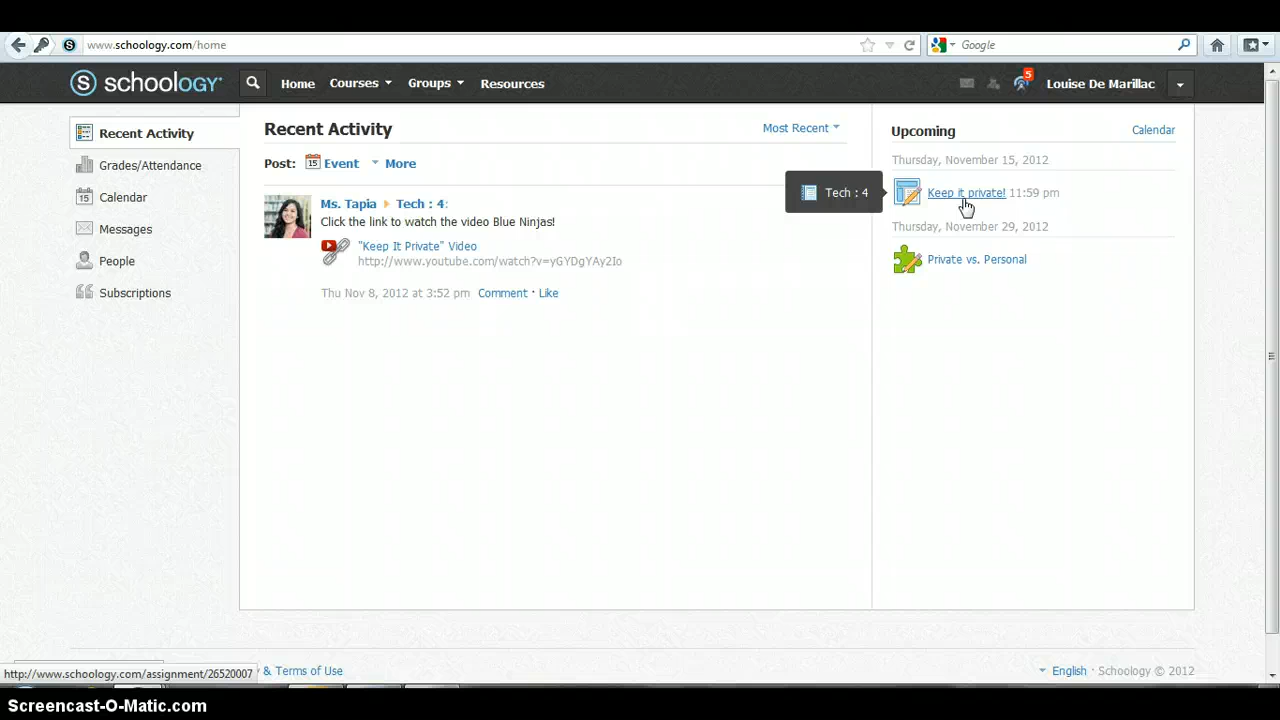 www.schoology.com/home
Google
S schoology
Home
Courses
Groups
Resources
5
Louise De Marillac
Recent Activity
Grades/Attendance
15 Calendar
Messages
People
Subscriptions
Recent Activity
Most Recent
Post: 15 Event More
Ms. Tapia Tech : 4:
Click the link to watch the video Blue Ninjas!
"Keep It Private" Video
http://www.youtube.com/watch?v=yGYDgYAy2Io
Thu Nov 8, 2012 at 3:52 pm Comment · Like
Upcoming
Calendar
Thursday, November 15, 2012
Tech : 4
Keep it private! 11:59 pm
Thursday, November 29, 2012
Private vs. Personal
http://www.schoology.com/assignment/26520007
& Terms of Use
English · Schoology © 2012
Screencast-O-Matic.com